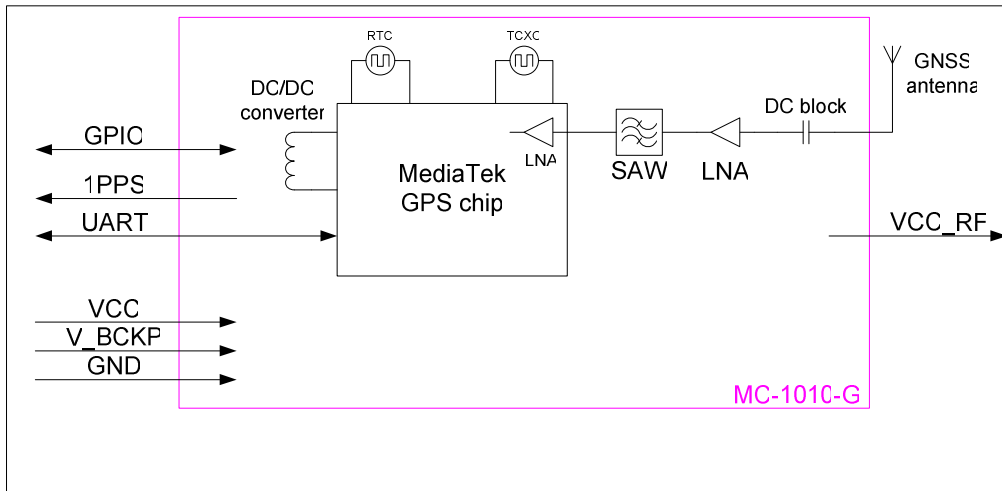 RTC
TCXO
DC/DC
converter
GNSS
antenna
DC block
GPIO
LNA
SAW
LNA
MediaTek
GPS chip
1PPS
UART
VCC_RF
VCC
V_BCKP
GND
MC-1010-G